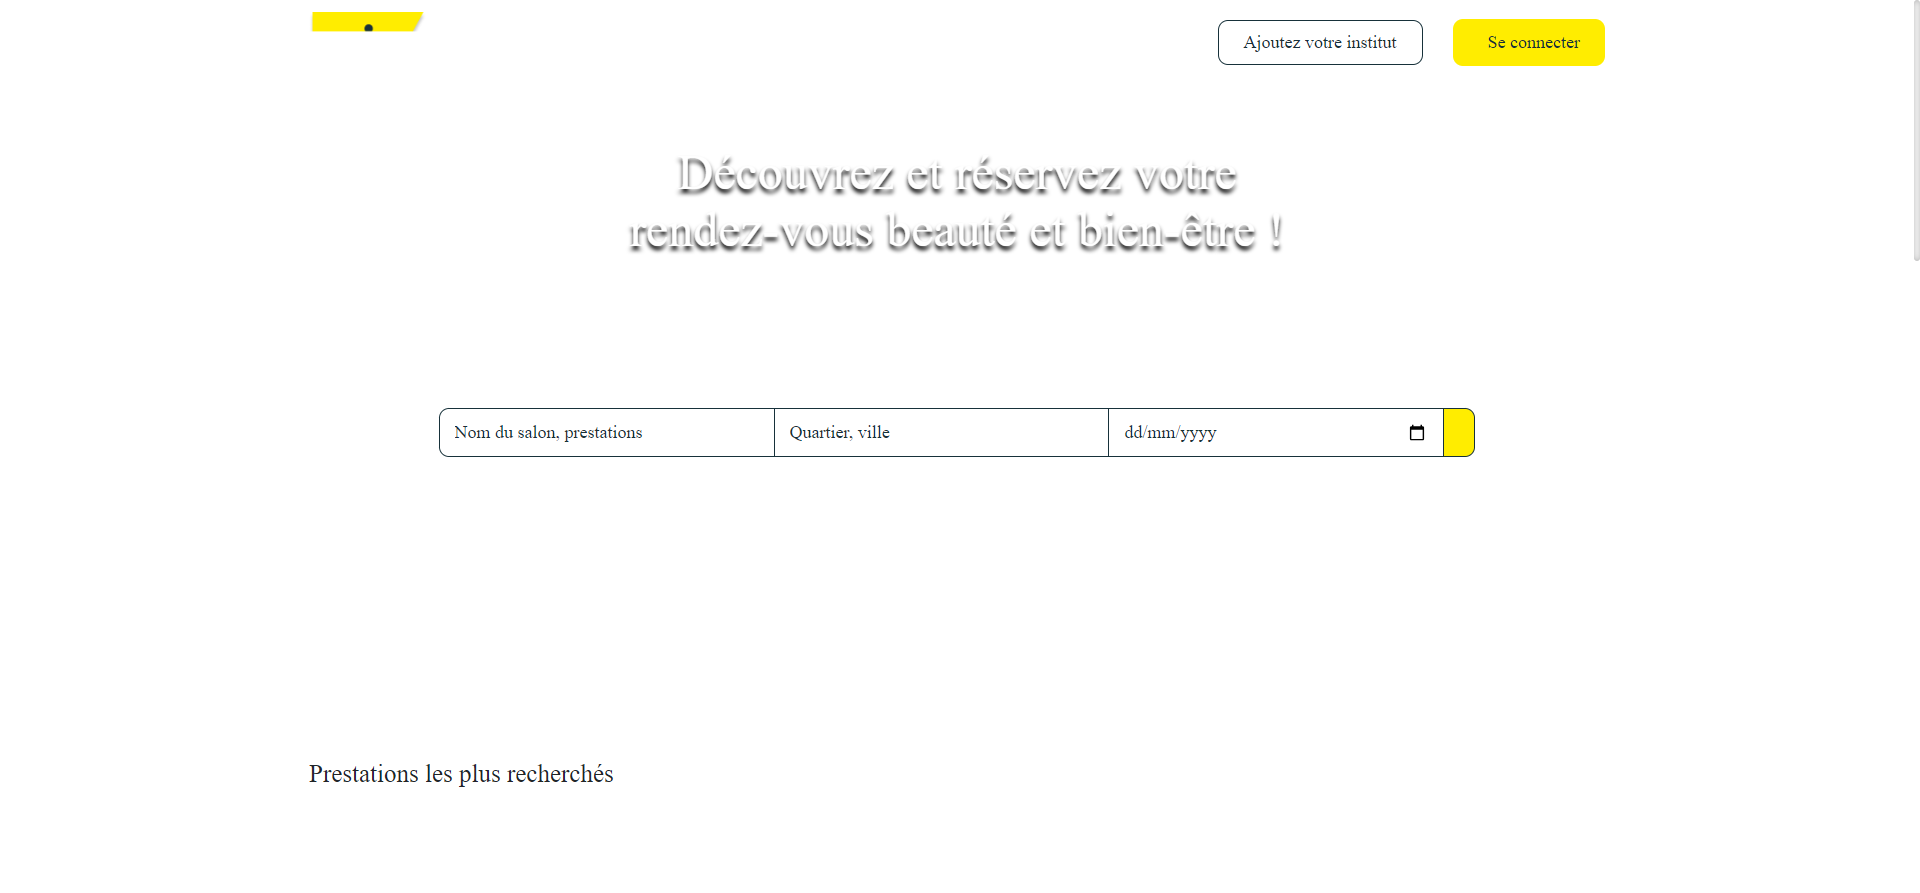 Ajoutez votre institut
Se connecter
Découvrez et réservez votre
rendez-vous beauté et bien-être !
Nom du salon, prestations
Quartier, ville
dd/mm/yyyy
Prestations les plus recherchés